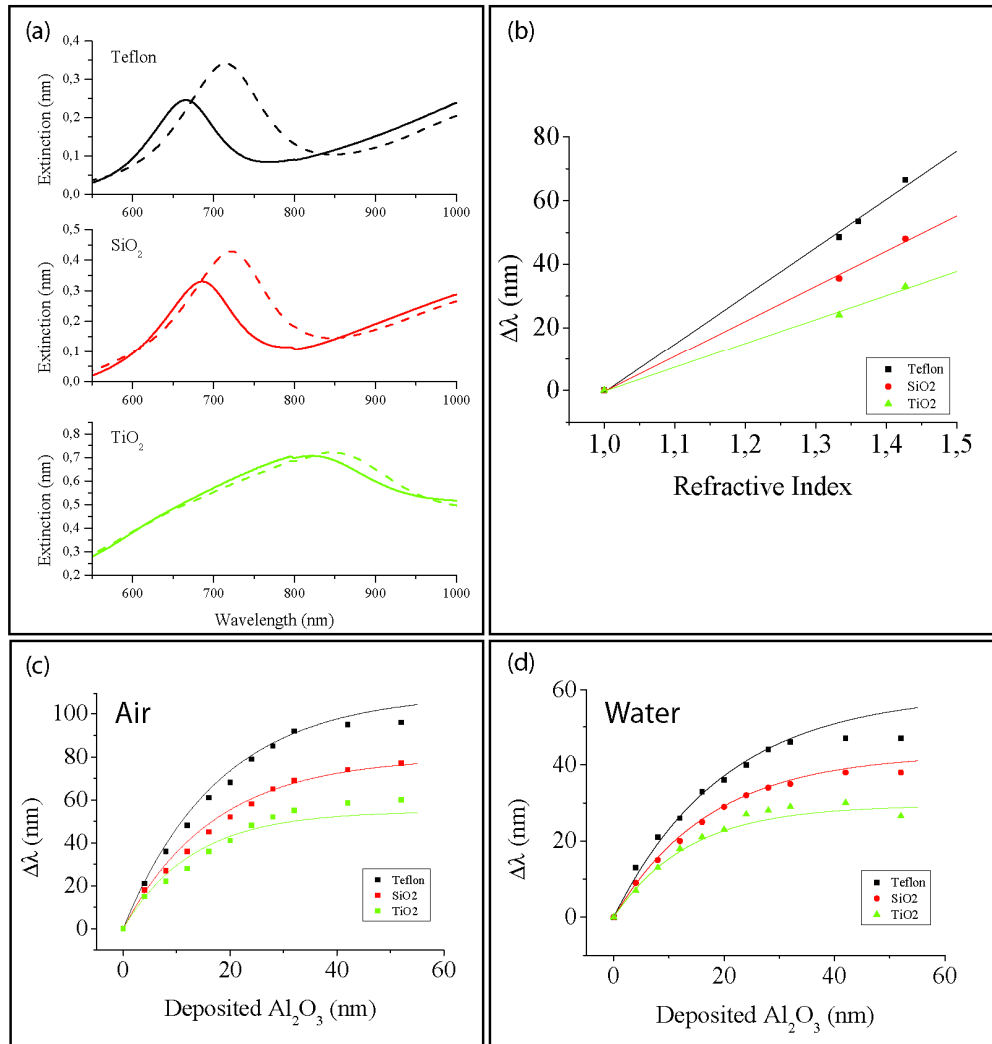 (a)
Teflon
Extinction (nm)
0,4
0,3
0,2
0,1
0,0
600 700 800 900 1000
SiO2
Extinction (nm)
0,5
0,4
0,3
0,2
0,1
0,0
600 700 800 900 1000
TiO2
Extinction (nm)
0,8
0,7
0,6
0,5
0,4
0,3
0,2
600 700 800 900 1000
Wavelength (nm)
(b)
Δλ (nm)
80
60
40
20
0
Teflon
SiO2
TiO2
1,0 1,1 1,2 1,3 1,4 1,5
Refractive Index
(c)
Air
Δλ (nm)
100
80
60
40
20
0
Teflon
SiO2
TiO2
0 20 40 60
Deposited Al2O3 (nm)
(d)
Water
Δλ (nm)
60
40
20
0
Teflon
SiO2
TiO2
0 20 40 60
Deposited Al2O3 (nm)